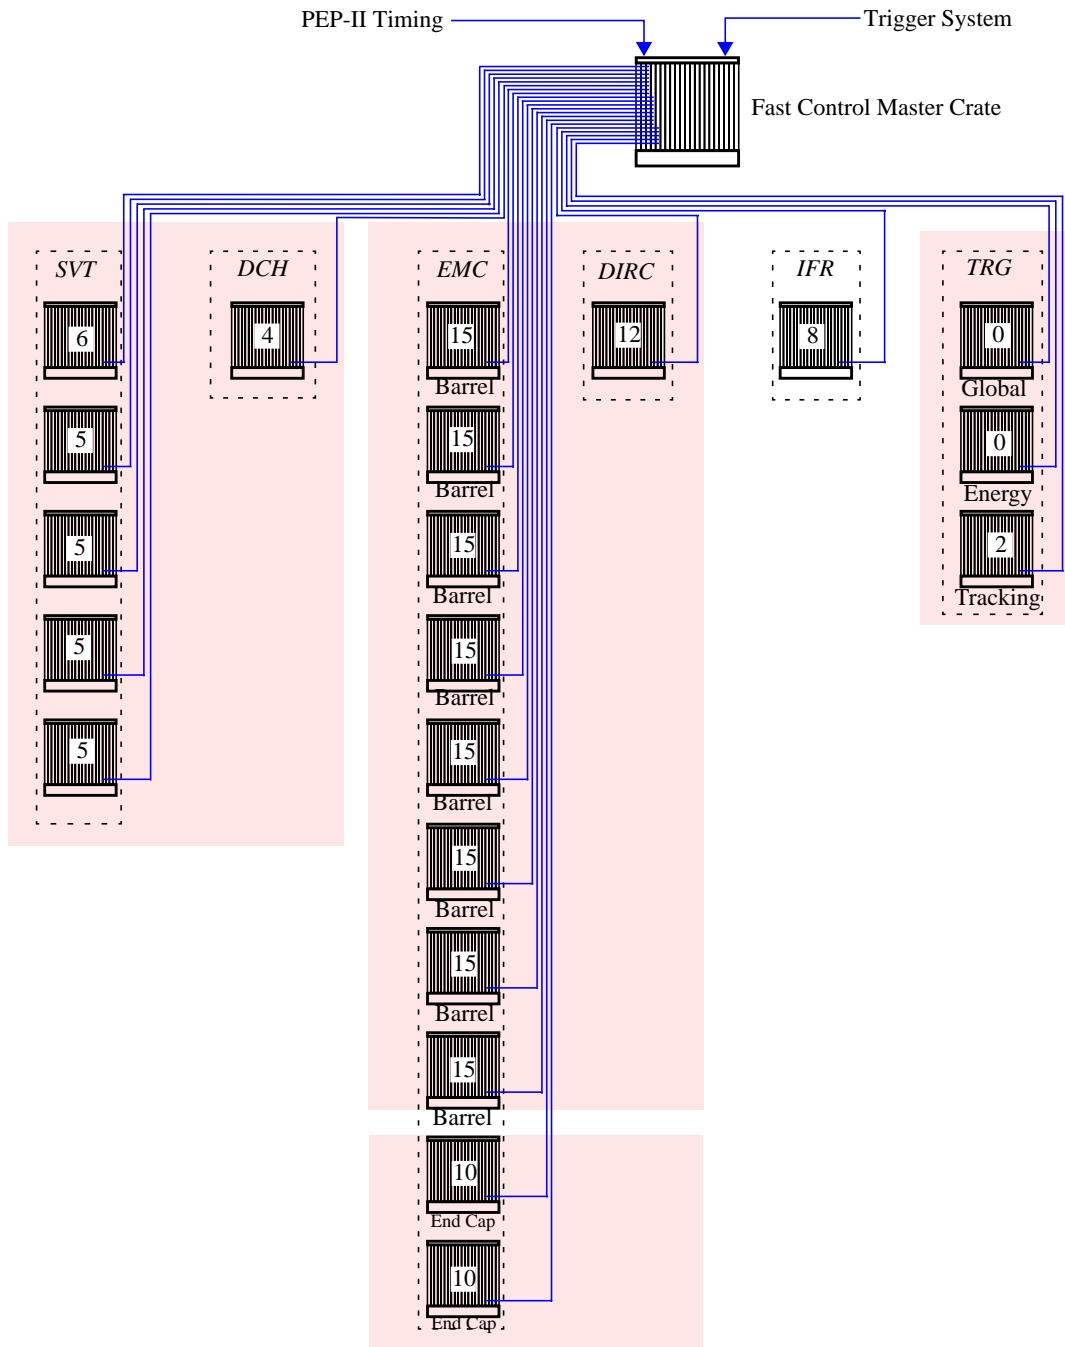 PEP-II Timing
Trigger System
Fast Control Master Crate
SVT
DCH
EMC
DIRC
IFR
TRG
6
4
15
12
8
0
Barrel
Global
5
15
0
Barrel
Energy
5
15
2
Barrel
Tracking
5
15
Barrel
5
15
Barrel
15
Barrel
15
Barrel
15
Barrel
10
End Cap
10
End Cap